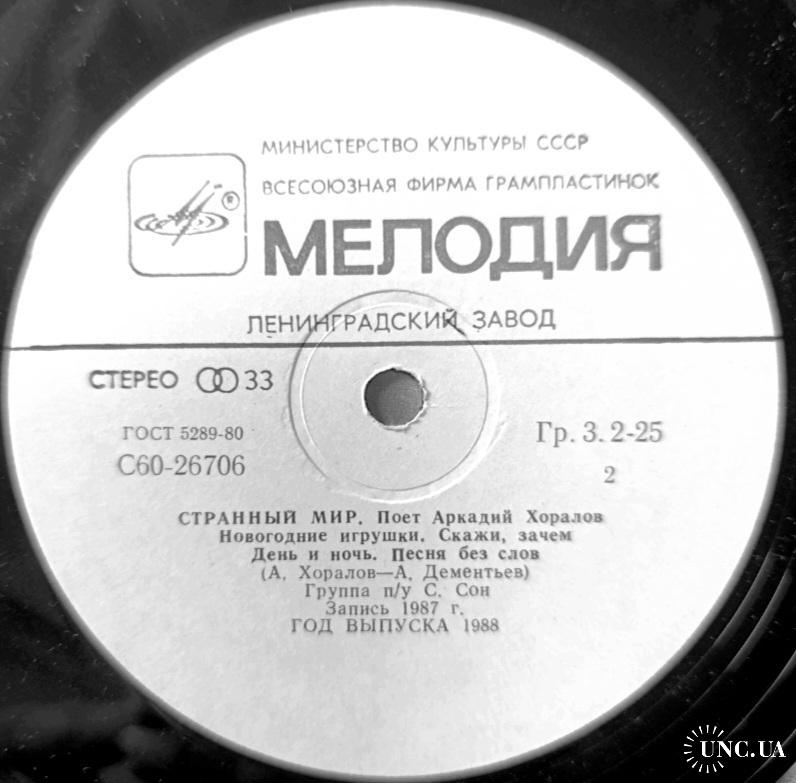 МИНИСТЕРСТВО КУЛЬТУРЫ СССР
ВСЕСОЮЗНАЯ ФИРМА ГРАМПЛАСТИНОК
®
МЕЛОДИЯ
ЛЕНИНГРАДСКИЙ ЗАВОД
СТЕРЕО 33
ГОСТ 5289-80
Гр. 3. 2-25
С60-26706
2
СТРАННЫЙ МИР. Поет Аркадий Хоралов
Новогодние игрушки. Скажи, зачем
День и ночь. Песня без слов
(А. Хоралов—А. Дементьев)
Группа п/у С. Сон
Запись 1987 г.
ГОД ВЫПУСКА 1988
UNC.UA